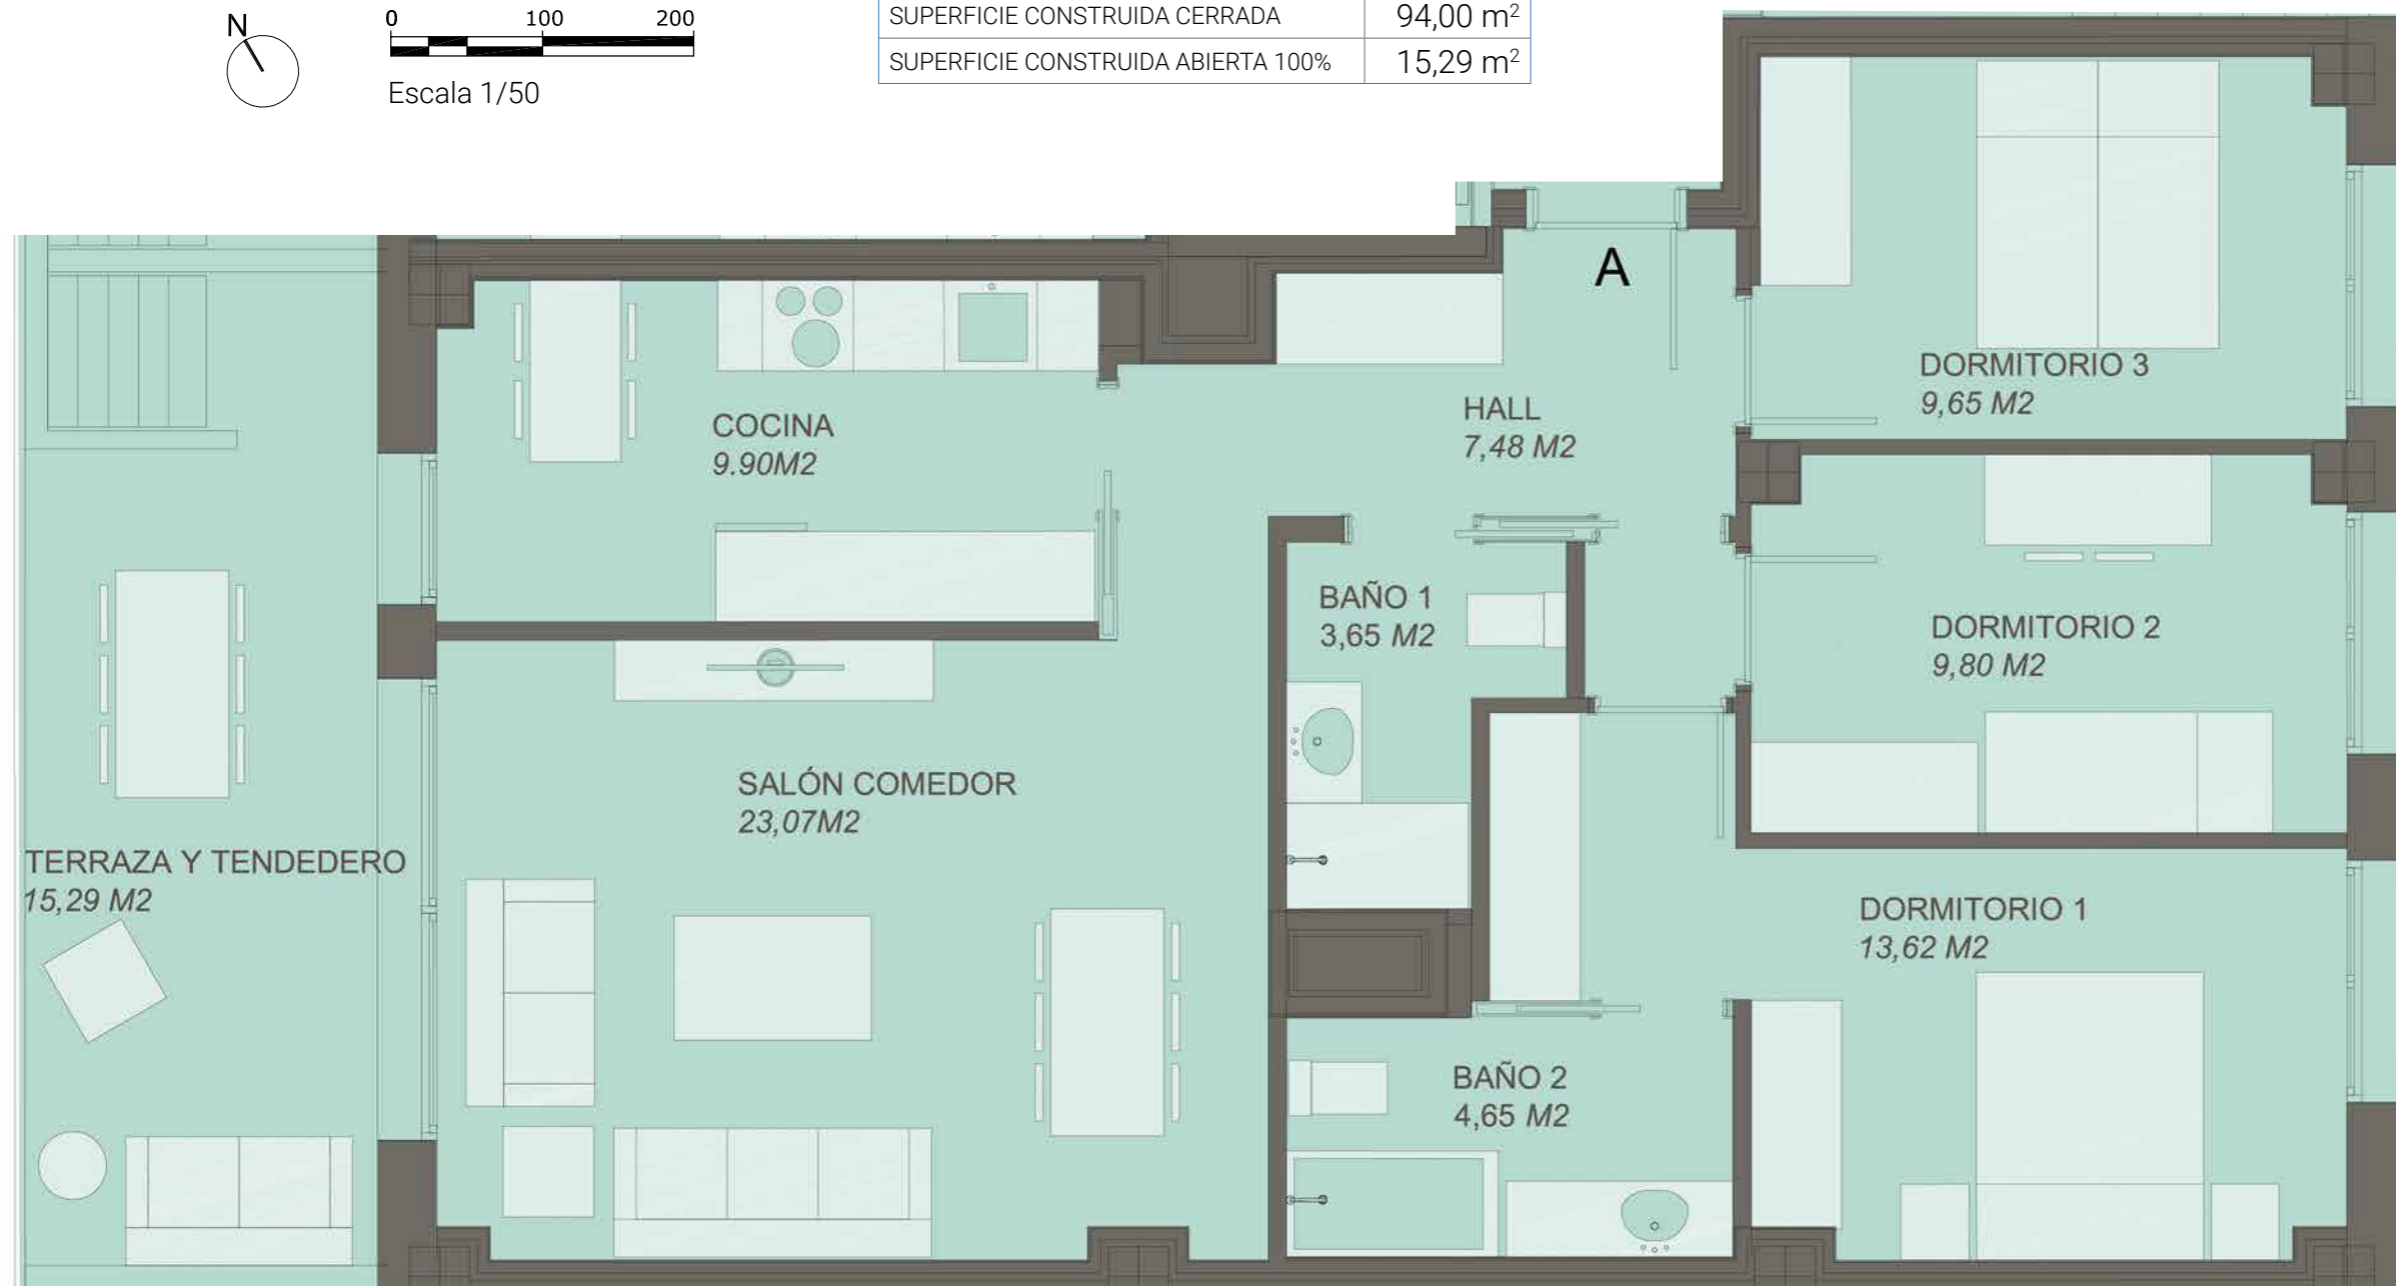 N
0 100 200
Escala 1/50
SUPERFICIE CONSTRUIDA CERRADA 94,00 m²
SUPERFICIE CONSTRUIDA ABIERTA 100% 15,29 m²
A
DORMITORIO 3
9,65 M2
HALL
7,48 M2
COCINA
9.90M2
BAÑO 1
3,65 M2
DORMITORIO 2
9,80 M2
SALÓN COMEDOR
23,07M2
TERRAZA Y TENDEDERO
15,29 M2
DORMITORIO 1
13,62 M2
BAÑO 2
4,65 M2